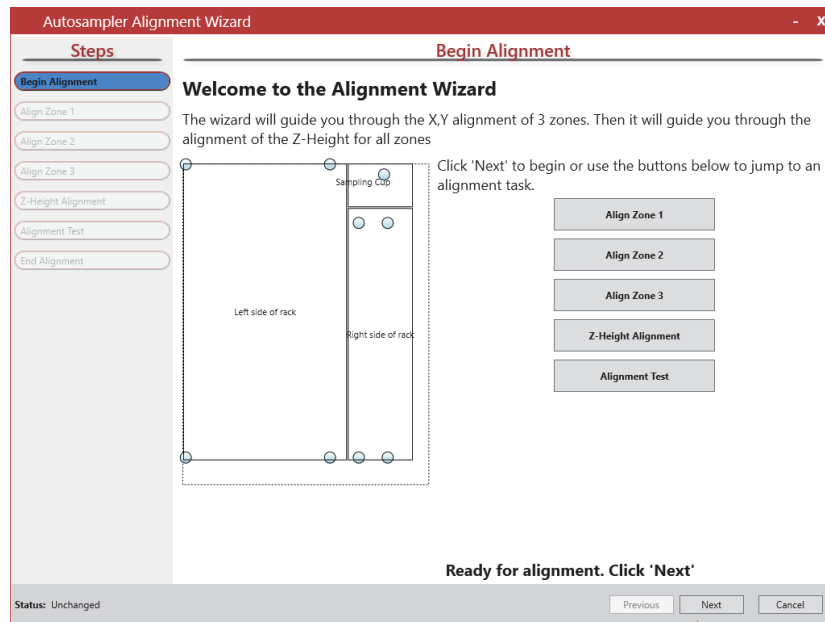 Autosampler Alignment Wizard
- X
Steps
Begin Alignment
Begin Alignment
Align Zone 1
Align Zone 2
Align Zone 3
Z-Height Alignment
Alignment Test
End Alignment
Welcome to the Alignment Wizard
The wizard will guide you through the X,Y alignment of 3 zones. Then it will guide you through the
alignment of the Z-Height for all zones
Sampling Cup
Left side of rack
Right side of rack
Click 'Next' to begin or use the buttons below to jump to an
alignment task.
Align Zone 1
Align Zone 2
Align Zone 3
Z-Height Alignment
Alignment Test
Ready for alignment. Click 'Next'
Status: Unchanged
Previous
Next
Cancel